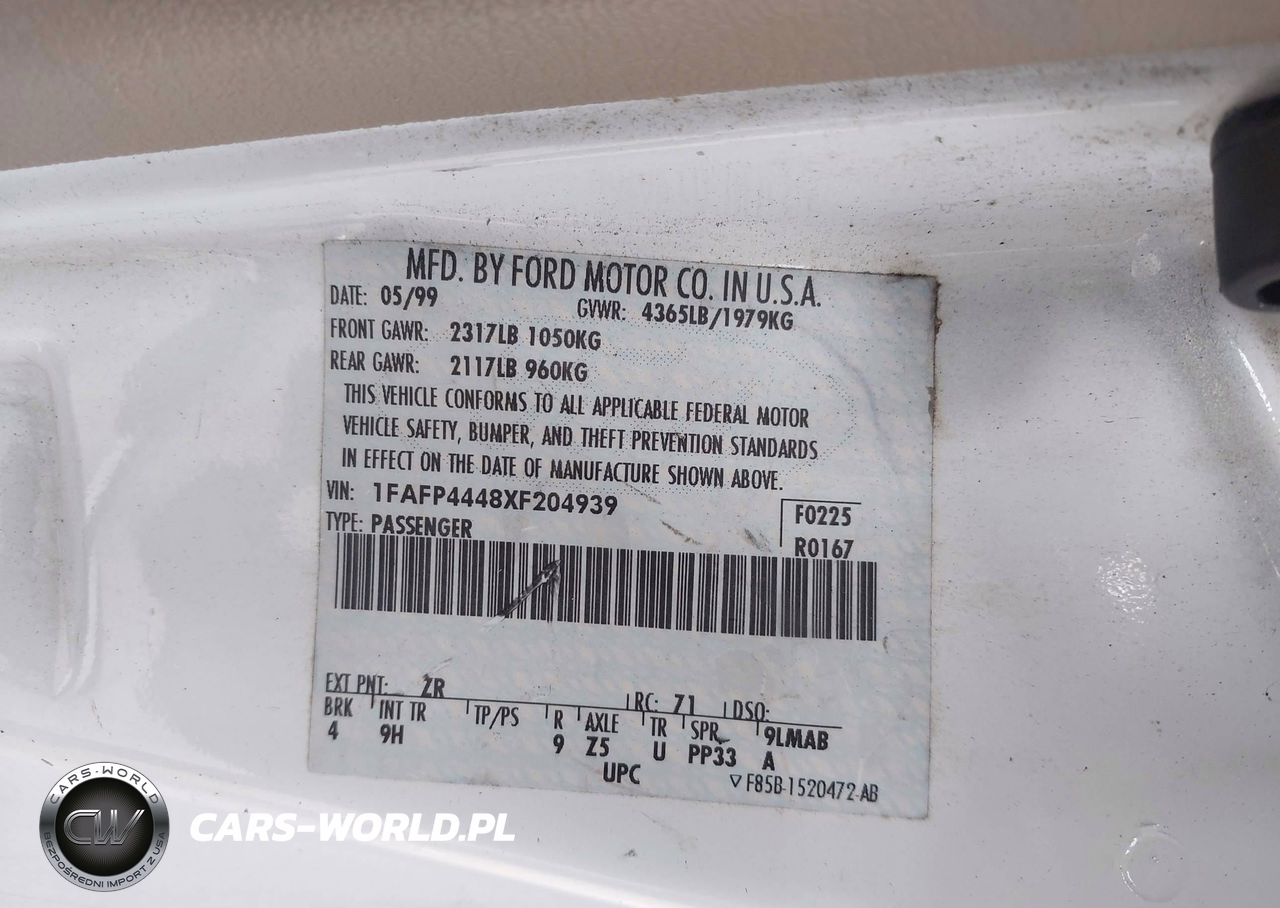 MFD. BY FORD MOTOR CO. IN U.S.A.
DATE: 05/99 GVWR: 4365LB/1979KG
FRONT GAWR: 2317LB 1050KG
REAR GAWR: 2117LB 960KG
THIS VEHICLE CONFORMS TO ALL APPLICABLE FEDERAL MOTOR
VEHICLE SAFETY, BUMPER, AND THEFT PREVENTION STANDARDS
IN EFFECT ON THE DATE OF MANUFACTURE SHOWN ABOVE.
VIN: 1FAFP4448XF204939 F0225
TYPE: PASSENGER R0167
EXT PNT: ZR RC: 71 DSO:
BRK INT TR TP/PS R AXLE TR SPR 9LMAB
4 9H 9 Z5 U PP33 A
UPC ▽F85B-1520472-AB
CARS-WORLD
CW
BEZPOŚREDNI IMPORT Z USA
CARS-WORLD.PL